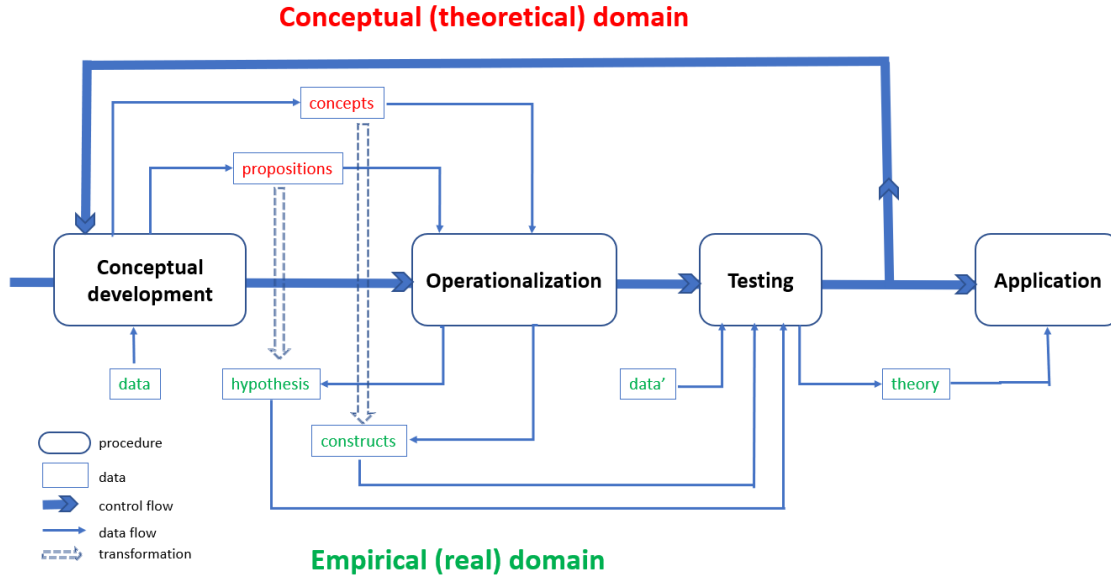 Conceptual (theoretical) domain
concepts
propositions
Conceptual
development
Operationalization
Testing
Application
data
hypothesis
data’
theory
constructs
procedure
data
control flow
data flow
transformation
Empirical (real) domain